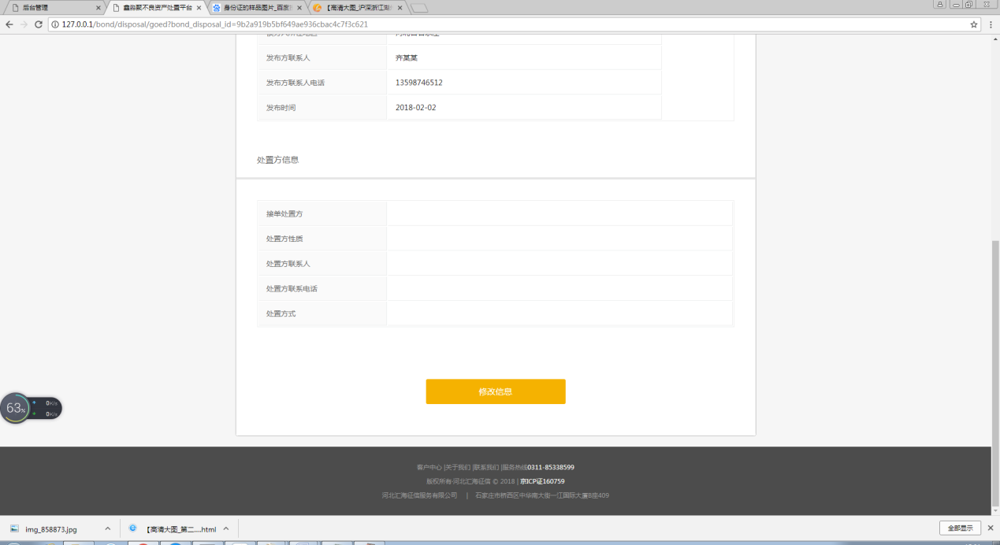 后台管理
鑫淼聚不良资产处置平台
身份证的样品图片_百度
【高清大图_沪深浙江
127.0.0.1/bond/disposal/goed?bond_disposal_id=9b2a919b5bf649ae936cbac4c7f3c621
发布方联系人 齐某某
发布方联系人电话 13598746512
发布时间 2018-02-02
处置方信息
接单处置方
处置方性质
处置方联系人
处置方联系电话
处置方式
修改信息
63%
0K/s
0K/s
客户中心 |关于我们 |联系我们 |服务热线0311-85338599
版权所有·河北汇海征信 © 2018 | 京ICP证160759
河北汇海征信服务有限公司 | 石家庄市桥西区中华南大街一江国际大厦B座409
img_858873.jpg
【高清大图_第二....html
全部显示